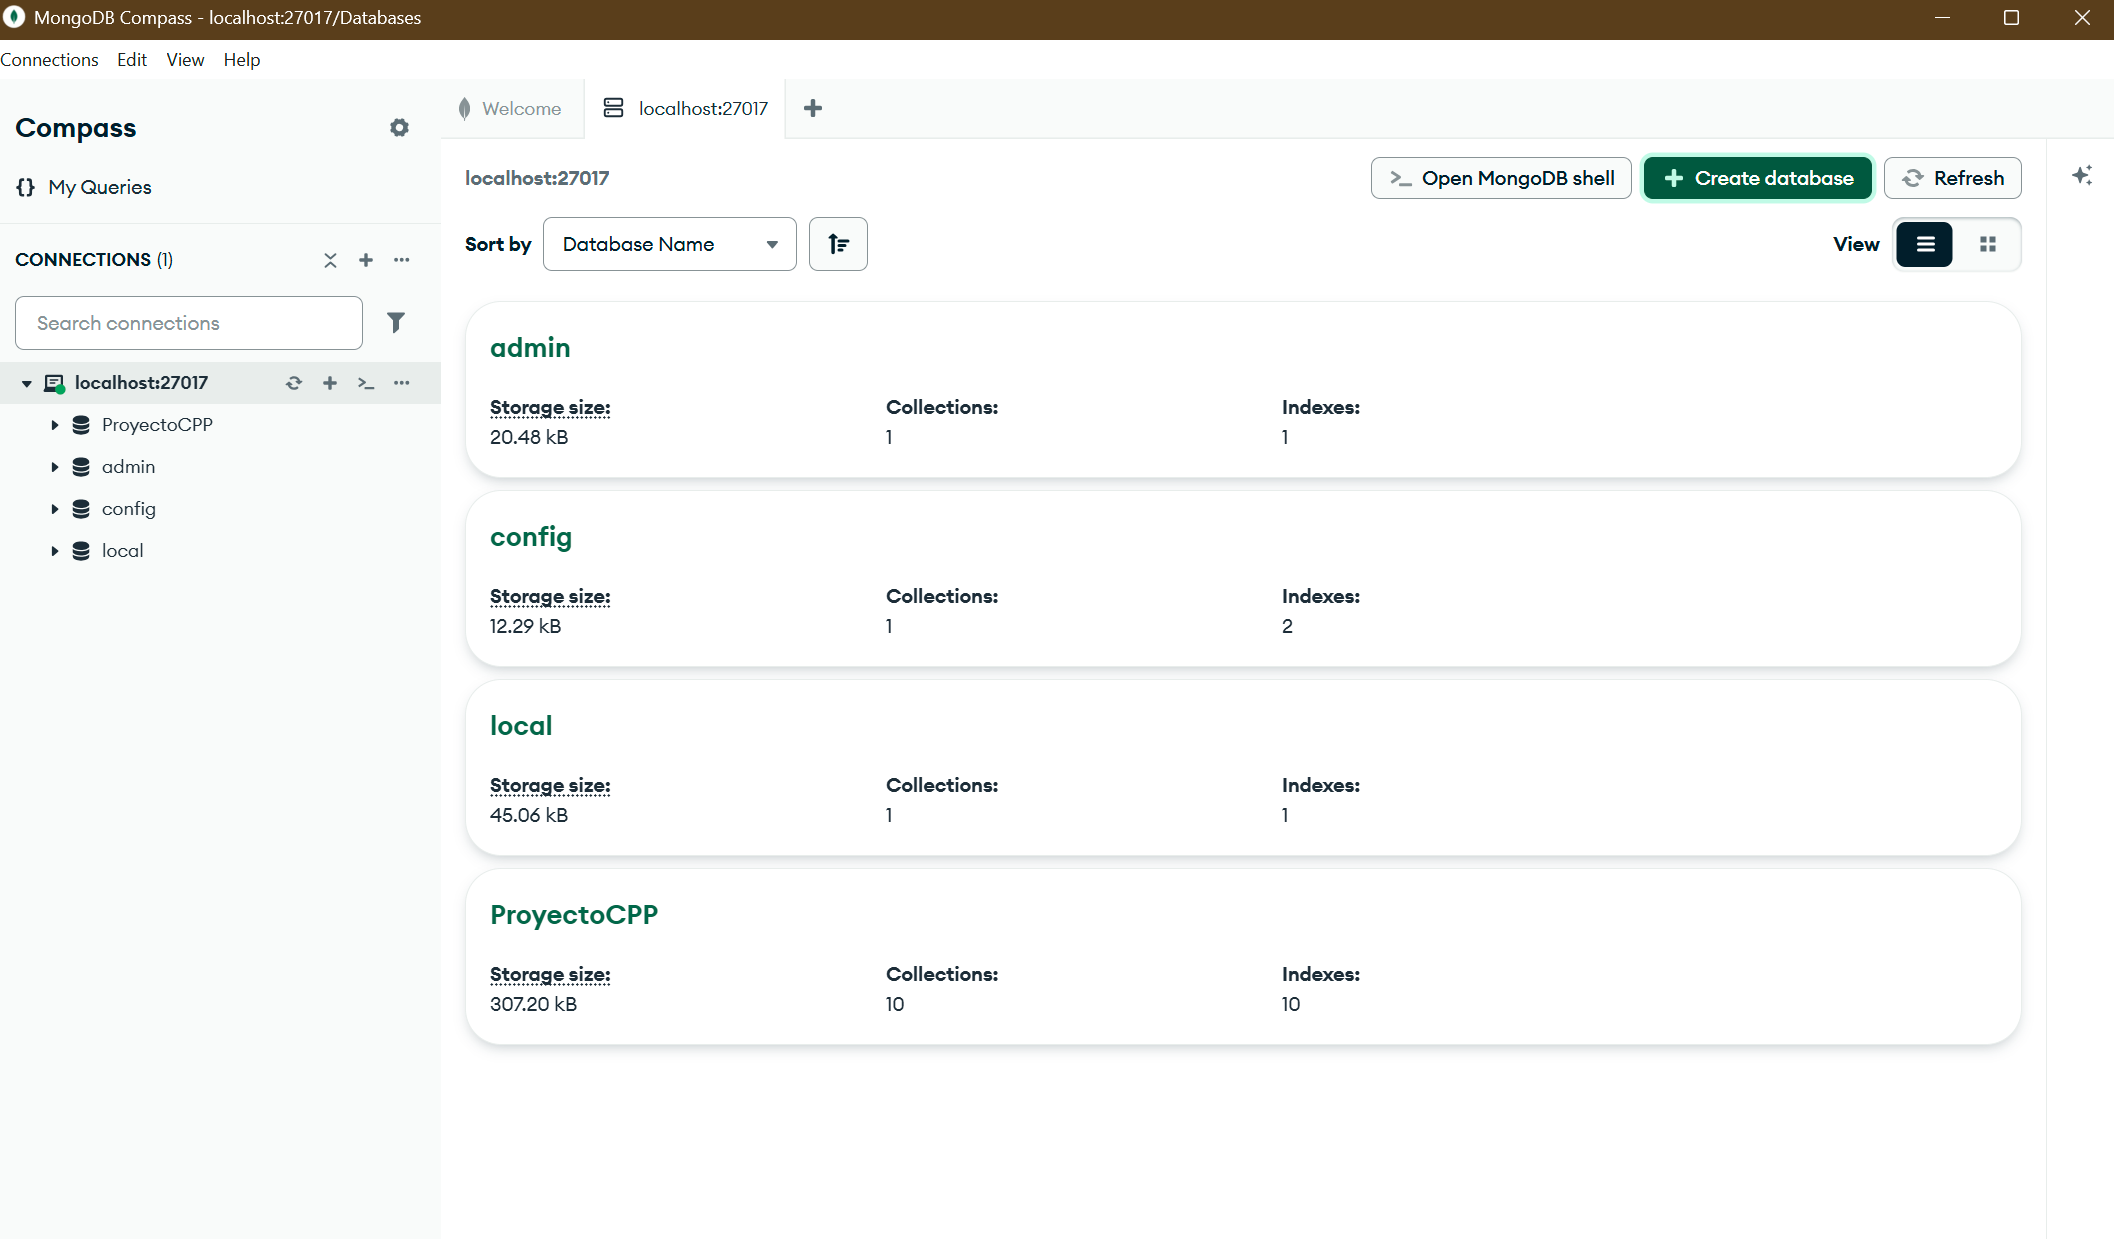 MongoDB Compass - localhost:27017/Databases
Connections Edit View Help
Compass
{} My Queries
CONNECTIONS (1)
Search connections
localhost:27017
ProyectoCPP
admin
config
local
Welcome
localhost:27017
localhost:27017
>_ Open MongoDB shell
Create database
Refresh
Sort by
Database Name
View
admin
Storage size: Collections: Indexes:
20.48 kB 1 1
config
Storage size: Collections: Indexes:
12.29 kB 1 2
local
Storage size: Collections: Indexes:
45.06 kB 1 1
ProyectoCPP
Storage size: Collections: Indexes:
307.20 kB 10 10